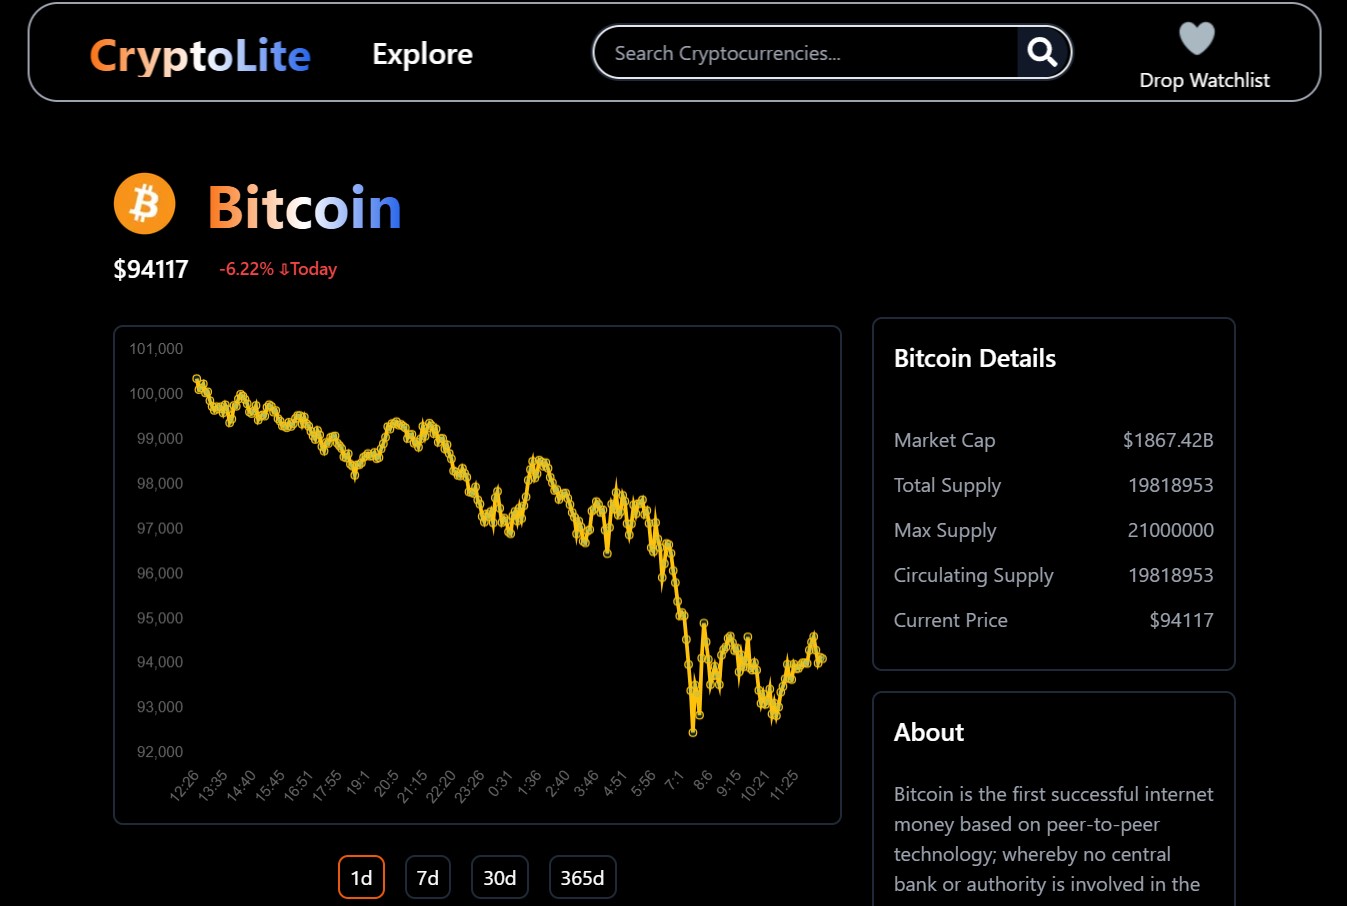 CryptoLite
Explore
Search Cryptocurrencies...
Drop Watchlist
Bitcoin
$94117 -6.22% ⇩Today
101,000
100,000
99,000
98,000
97,000
96,000
95,000
94,000
93,000
92,000
12:26 13:35 14:40 15:45 16:51 17:55 19:1 20:5 21:15 22:20 23:26 0:31 1:36 2:40 3:46 4:51 5:56 7:1 8:6 9:15 10:21 11:25
1d 7d 30d 365d
Bitcoin Details
Market Cap $1867.42B
Total Supply 19818953
Max Supply 21000000
Circulating Supply 19818953
Current Price $94117
About
Bitcoin is the first successful internet
money based on peer-to-peer
technology; whereby no central
bank or authority is involved in the